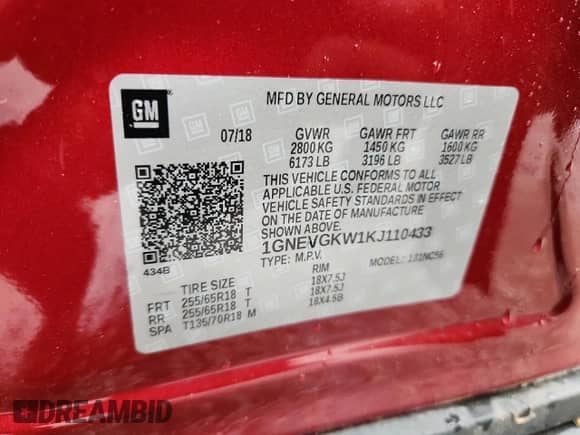 GM
MFD BY GENERAL MOTORS LLC
07/18 GVWR GAWR FRT GAWR RR
2800 KG 1450 KG 1600 KG
6173 LB 3196 LB 3527 LB
THIS VEHICLE CONFORMS TO ALL
APPLICABLE U.S. FEDERAL MOTOR
VEHICLE SAFETY STANDARDS IN EFFECT
ON THE DATE OF MANUFACTURE SHOWN ABOVE.
1GNEVGKW1KJ110433
434B
TYPE: M.P.V. MODEL: 131NC56
TIRE SIZE RIM
FRT 255/65R18 T 18X7.5J
RR 255/65R18 T 18X7.5J
SPA T135/70R18 M 18X4.5B
DREAMBID